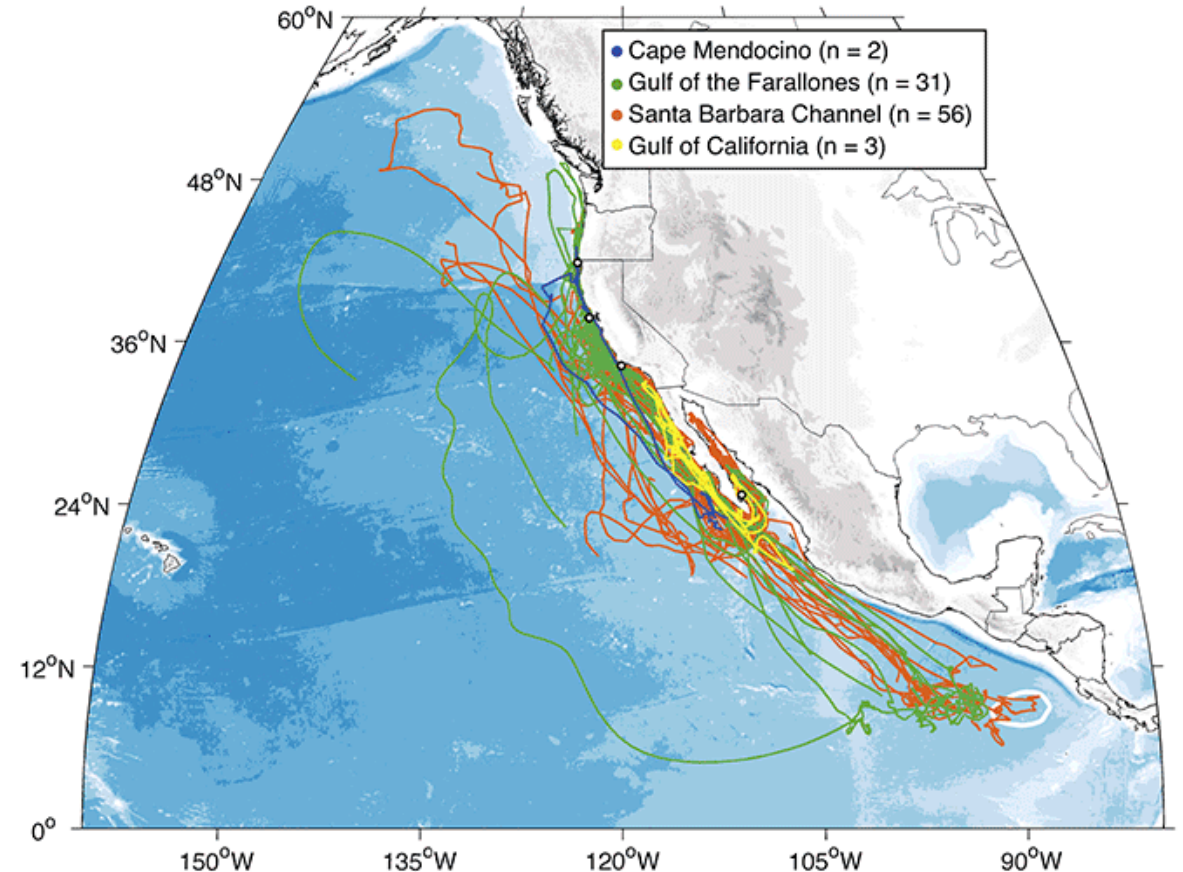 60°N
Cape Mendocino (n = 2)
Gulf of the Farallones (n = 31)
Santa Barbara Channel (n = 56)
Gulf of California (n = 3)
48°N
36°N
24°N
12°N
0°
150°W 135°W 120°W 105°W 90°W